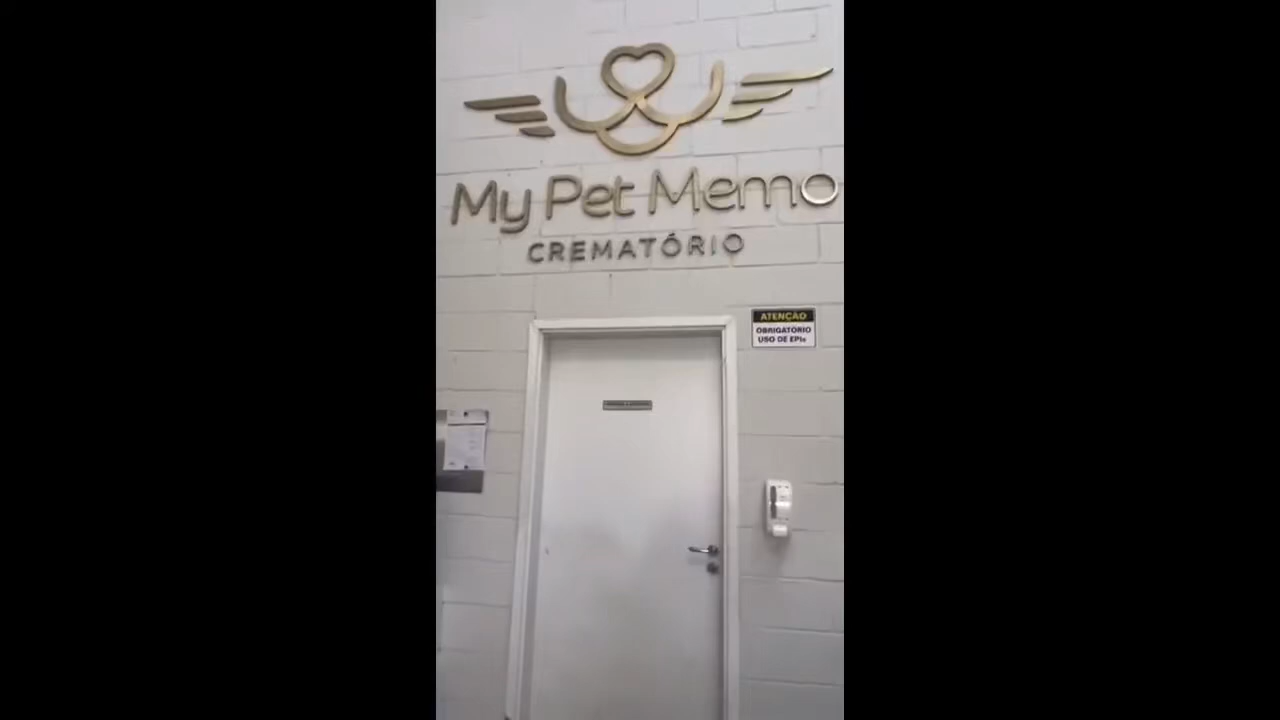 My Pet Memo
CREMATÓRIO
ATENÇÃO
OBRIGATÓRIO
USO DE EPIs